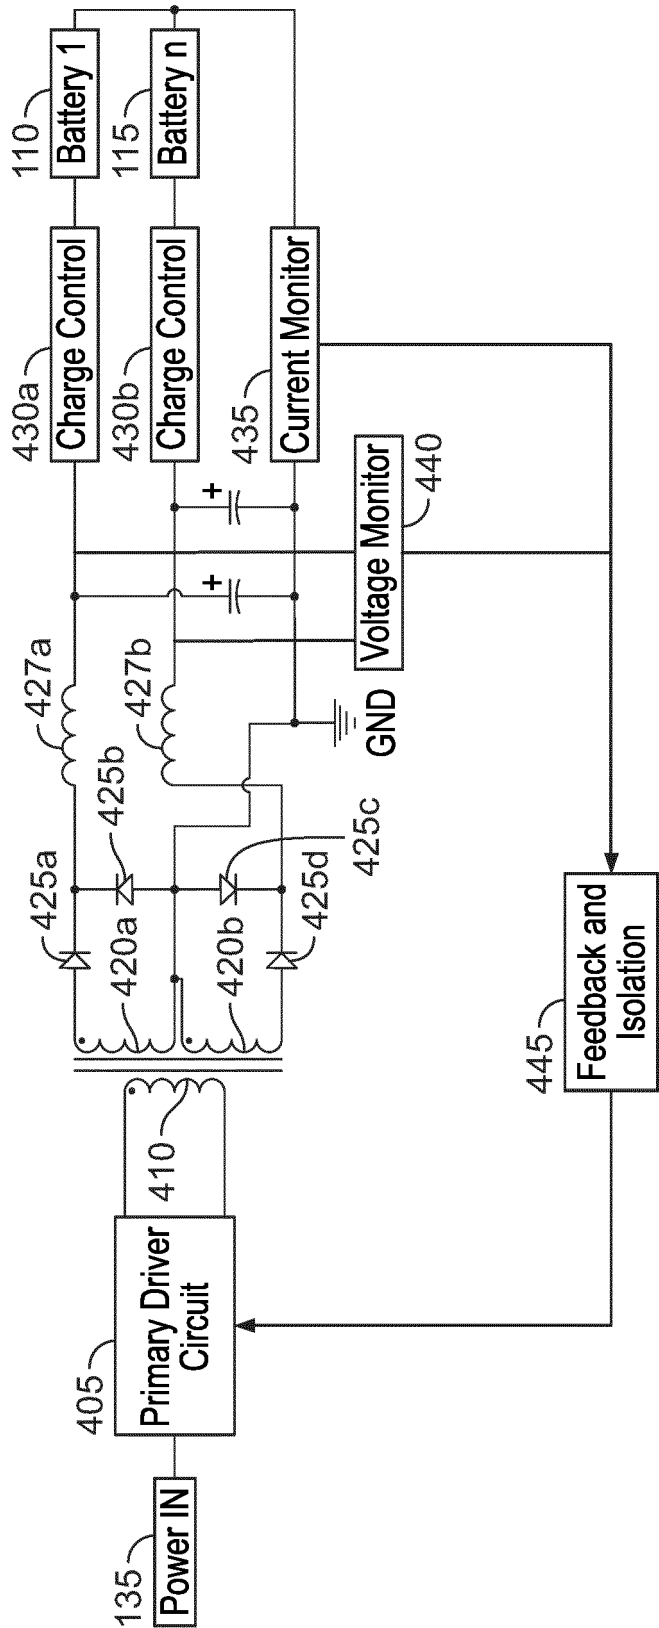 135
Power IN
405
Primary Driver
Circuit
410
420a
420b
425a
425b
425c
425d
427a
427b
GND
+
+
430a
Charge Control
430b
Charge Control
435
Current Monitor
Voltage Monitor
440
110
Battery 1
115
Battery n
445
Feedback and
Isolation